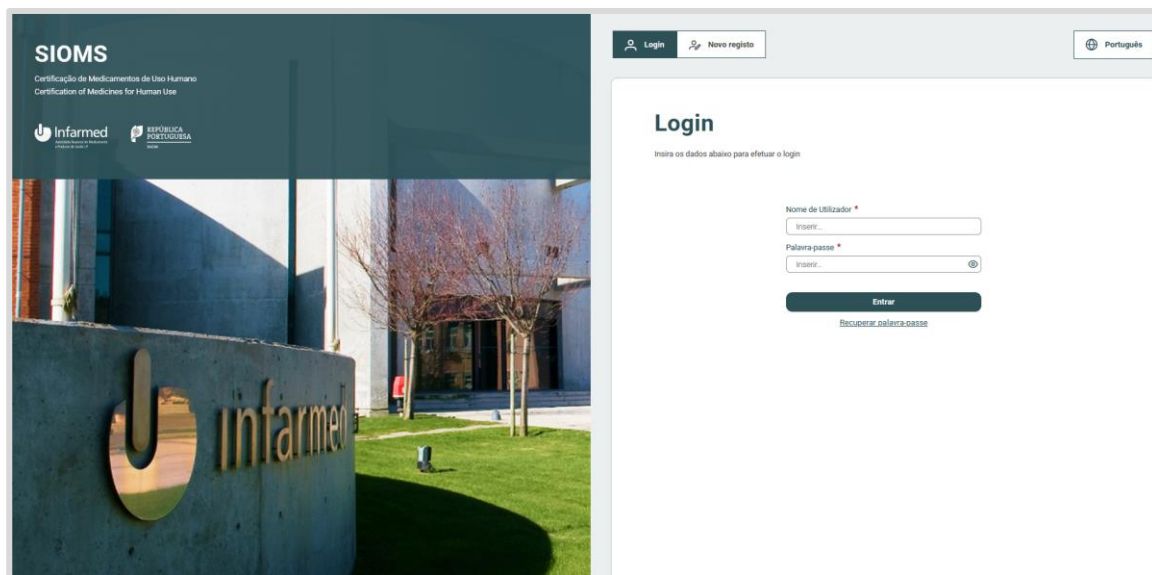 SIOMS
Certificação de Medicamentos de Uso Humano
Certification of Medicines for Human Use
Infarmed
REPÚBLICA
PORTUGUESA
infarmed
Login
Novo registo
Português
Login
Insira os dados abaixo para efetuar o login
Nome de Utilizador *
Inserir...
Palavra-passe *
Inserir...
Entrar
Recuperar palavra-passe